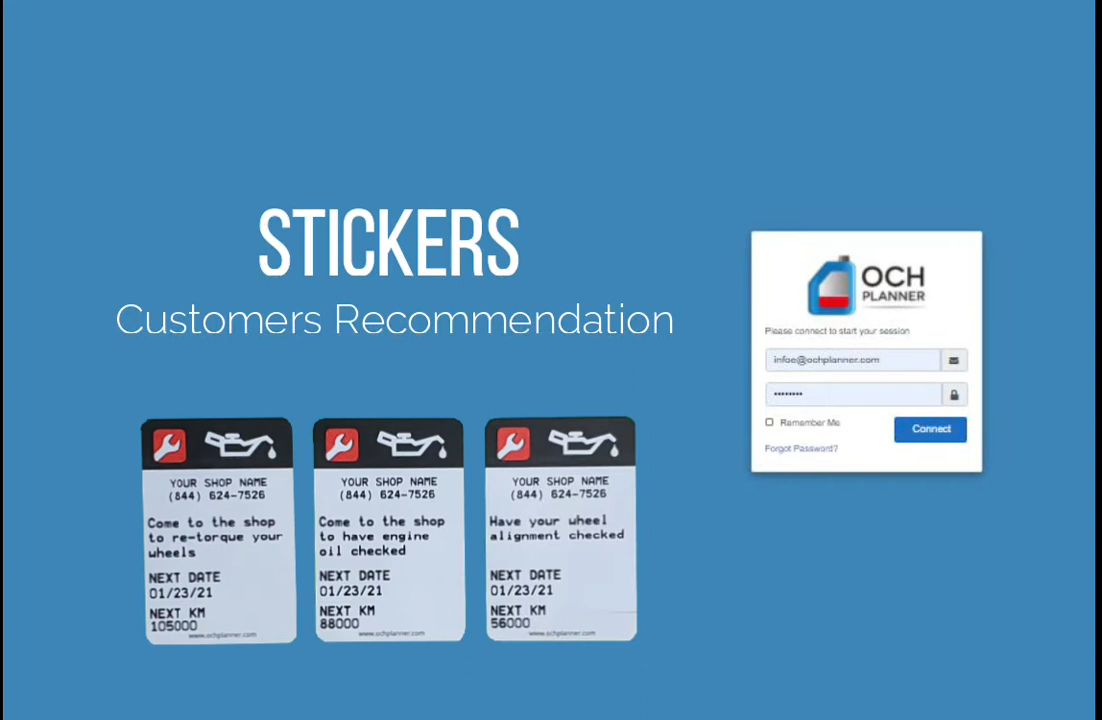 STICKERS
Customers Recommendation
YOUR SHOP NAME
(844) 624-7526
Come to the shop
to re-torque your
wheels
NEXT DATE
01/23/21
NEXT KM
105000
www.ochplanner.com
YOUR SHOP NAME
(844) 624-7526
Come to the shop
to have engine
oil checked
NEXT DATE
01/23/21
NEXT KM
88000
www.ochplanner.com
YOUR SHOP NAME
(844) 624-7526
Have your wheel
alignment checked
NEXT DATE
01/23/21
NEXT KM
56000
www.ochplanner.com
OCH
PLANNER
Please connect to start your session
infoe@ochplanner.com
••••••••
Remember Me
Connect
Forgot Password?